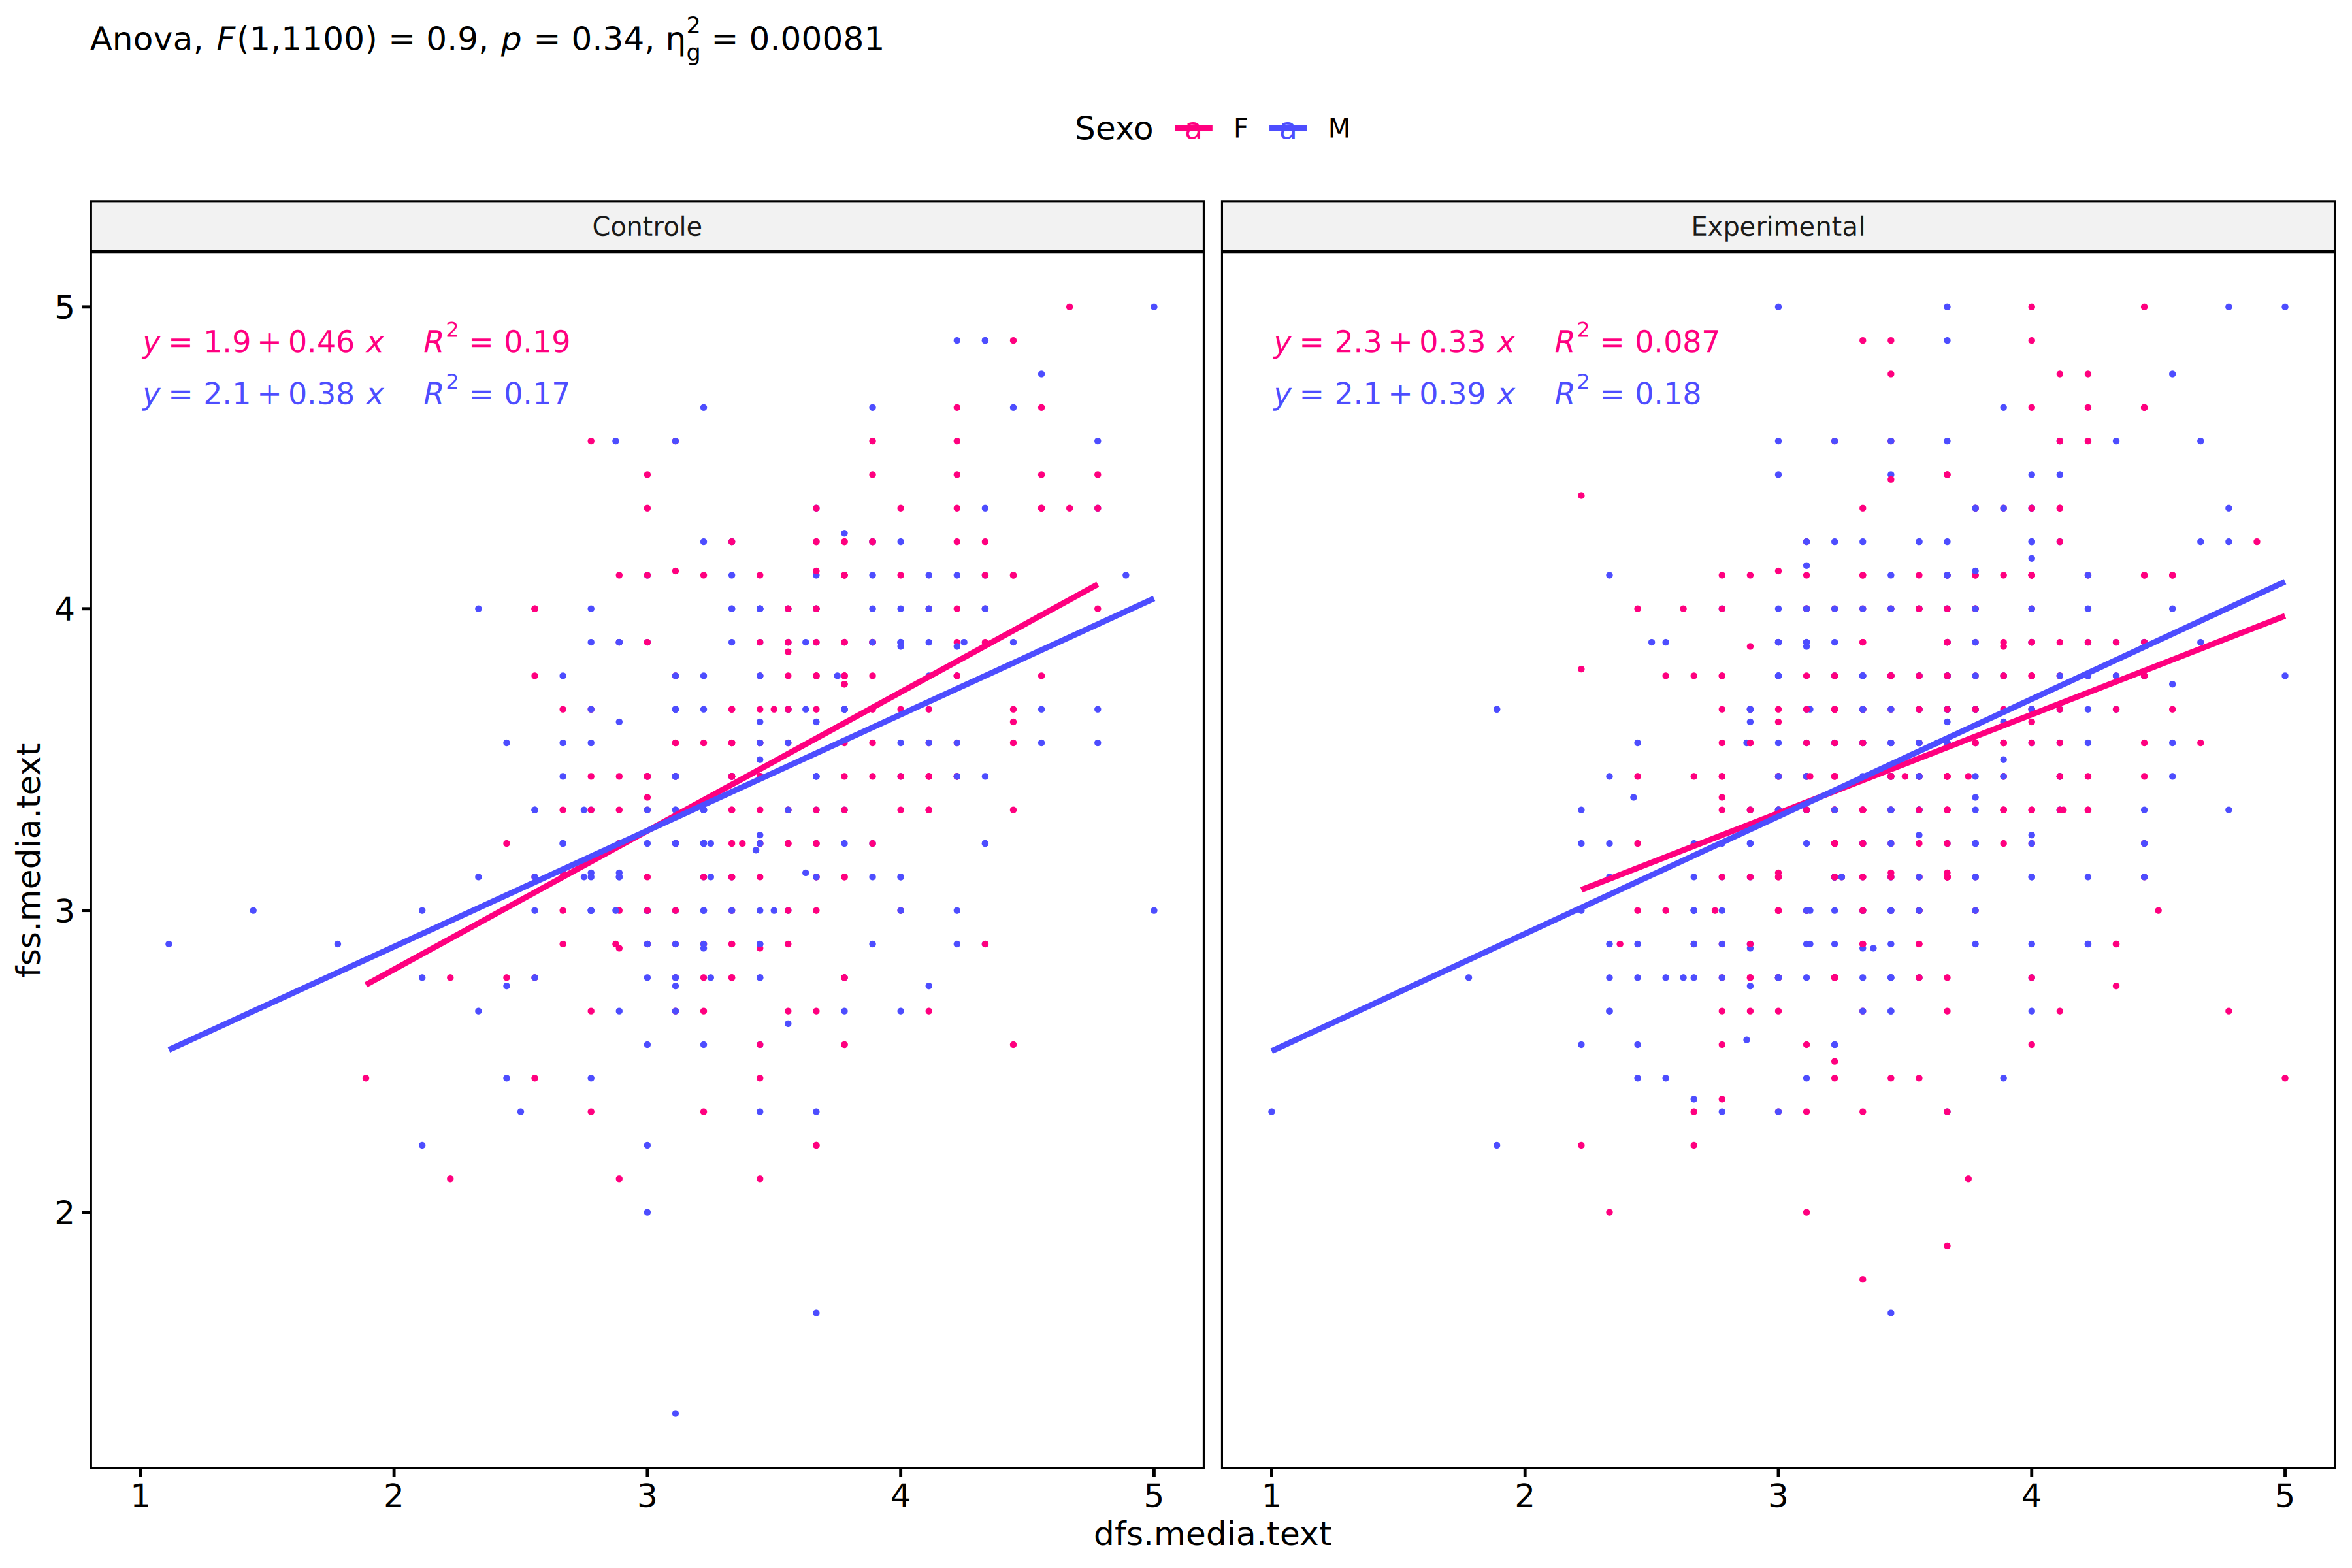 Anova, F(1,1100) = 0.9, p = 0.34, η²g = 0.00081
Sexo a F a M
Controle
Experimental
5
4
3
2
y = 1.9 + 0.46 x R² = 0.19
y = 2.1 + 0.38 x R² = 0.17
y = 2.3 + 0.33 x R² = 0.087
y = 2.1 + 0.39 x R² = 0.18
fss.media.text
1 2 3 4 5
1 2 3 4 5
dfs.media.text